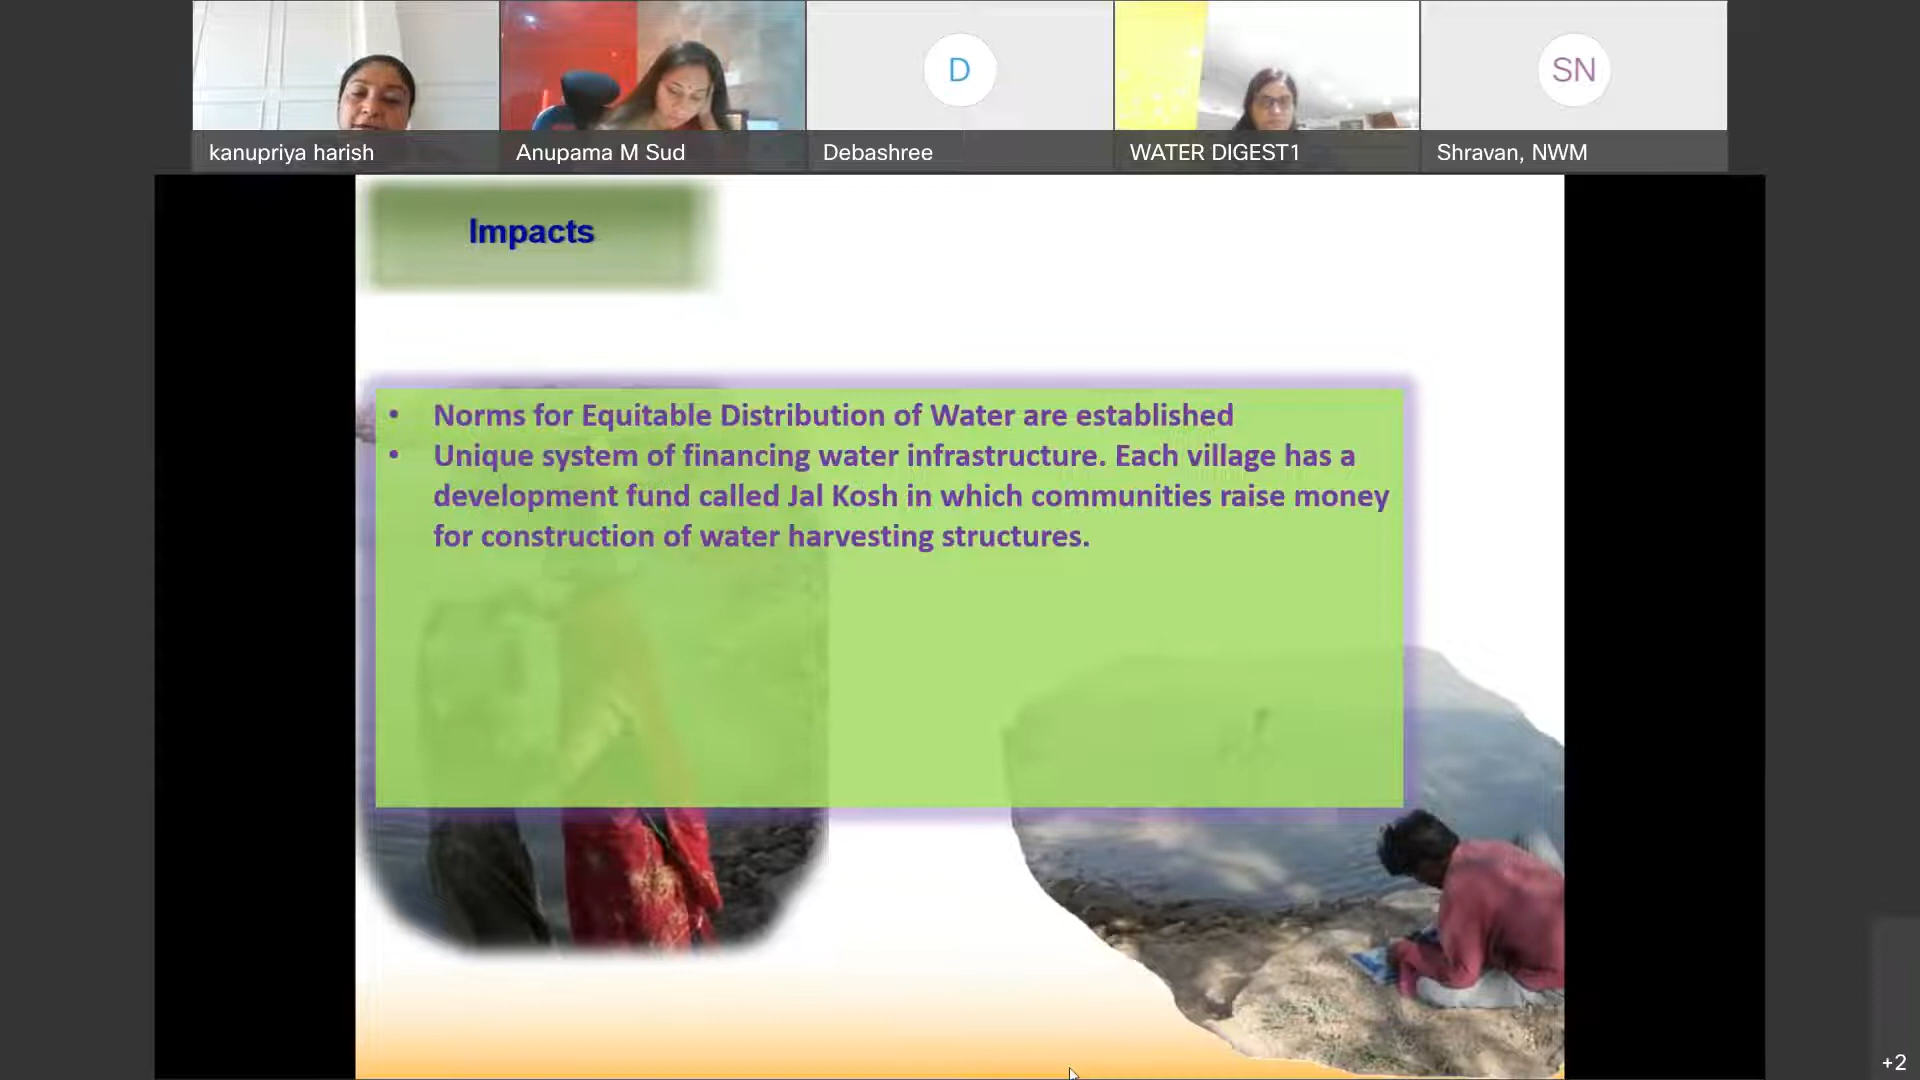 D
SN
kanupriya harish
Anupama M Sud
Debashree
WATER DIGEST1
Shravan, NWM
Impacts
• Norms for Equitable Distribution of Water are established
• Unique system of financing water infrastructure. Each village has a
development fund called Jal Kosh in which communities raise money
for construction of water harvesting structures.
+2